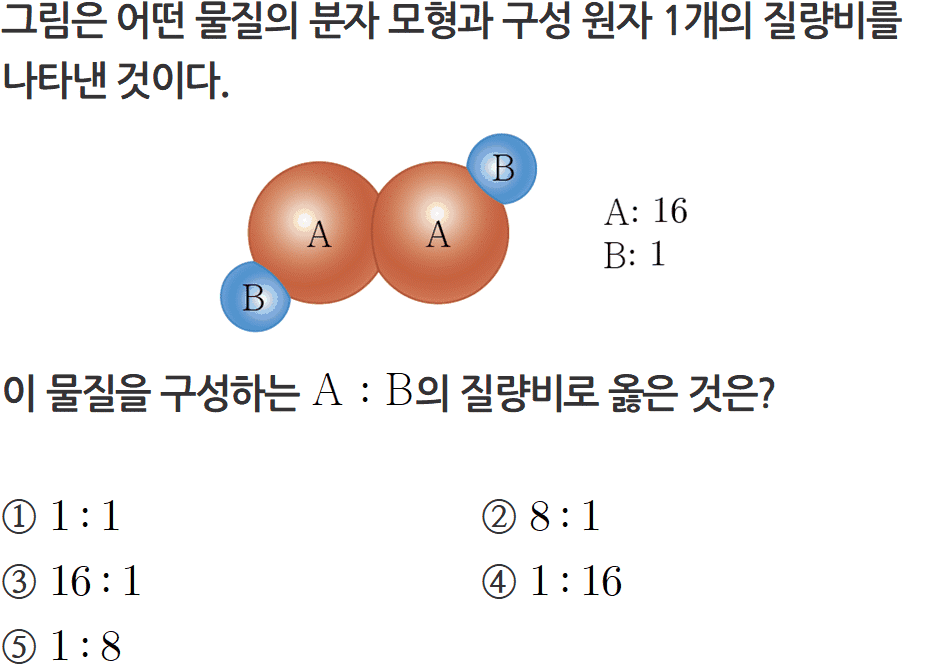 그림은 어떤 물질의 분자 모형과 구성 원자 1개의 질량비를
나타낸 것이다.
B
A A
B
A: 16
B: 1
이 물질을 구성하는 A : B의 질량비로 옳은 것은?
① 1 : 1 ② 8 : 1
③ 16 : 1 ④ 1 : 16
⑤ 1 : 8